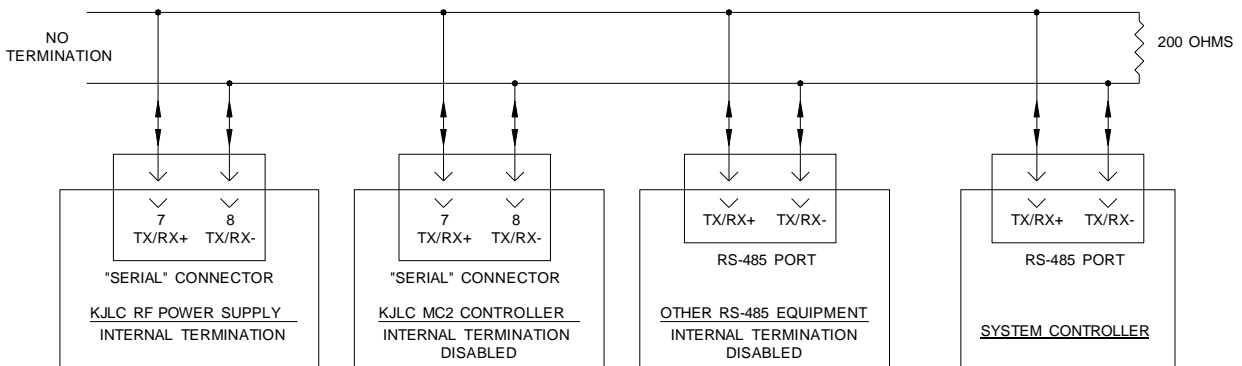 NO
TERMINATION
200 OHMS
7 8
TX/RX+ TX/RX-
"SERIAL" CONNECTOR
KJLC RF POWER SUPPLY
INTERNAL TERMINATION
7 8
TX/RX+ TX/RX-
"SERIAL" CONNECTOR
KJLC MC2 CONTROLLER
INTERNAL TERMINATION
DISABLED
TX/RX+ TX/RX-
RS-485 PORT
OTHER RS-485 EQUIPMENT
INTERNAL TERMINATION
DISABLED
TX/RX+ TX/RX-
RS-485 PORT
SYSTEM CONTROLLER